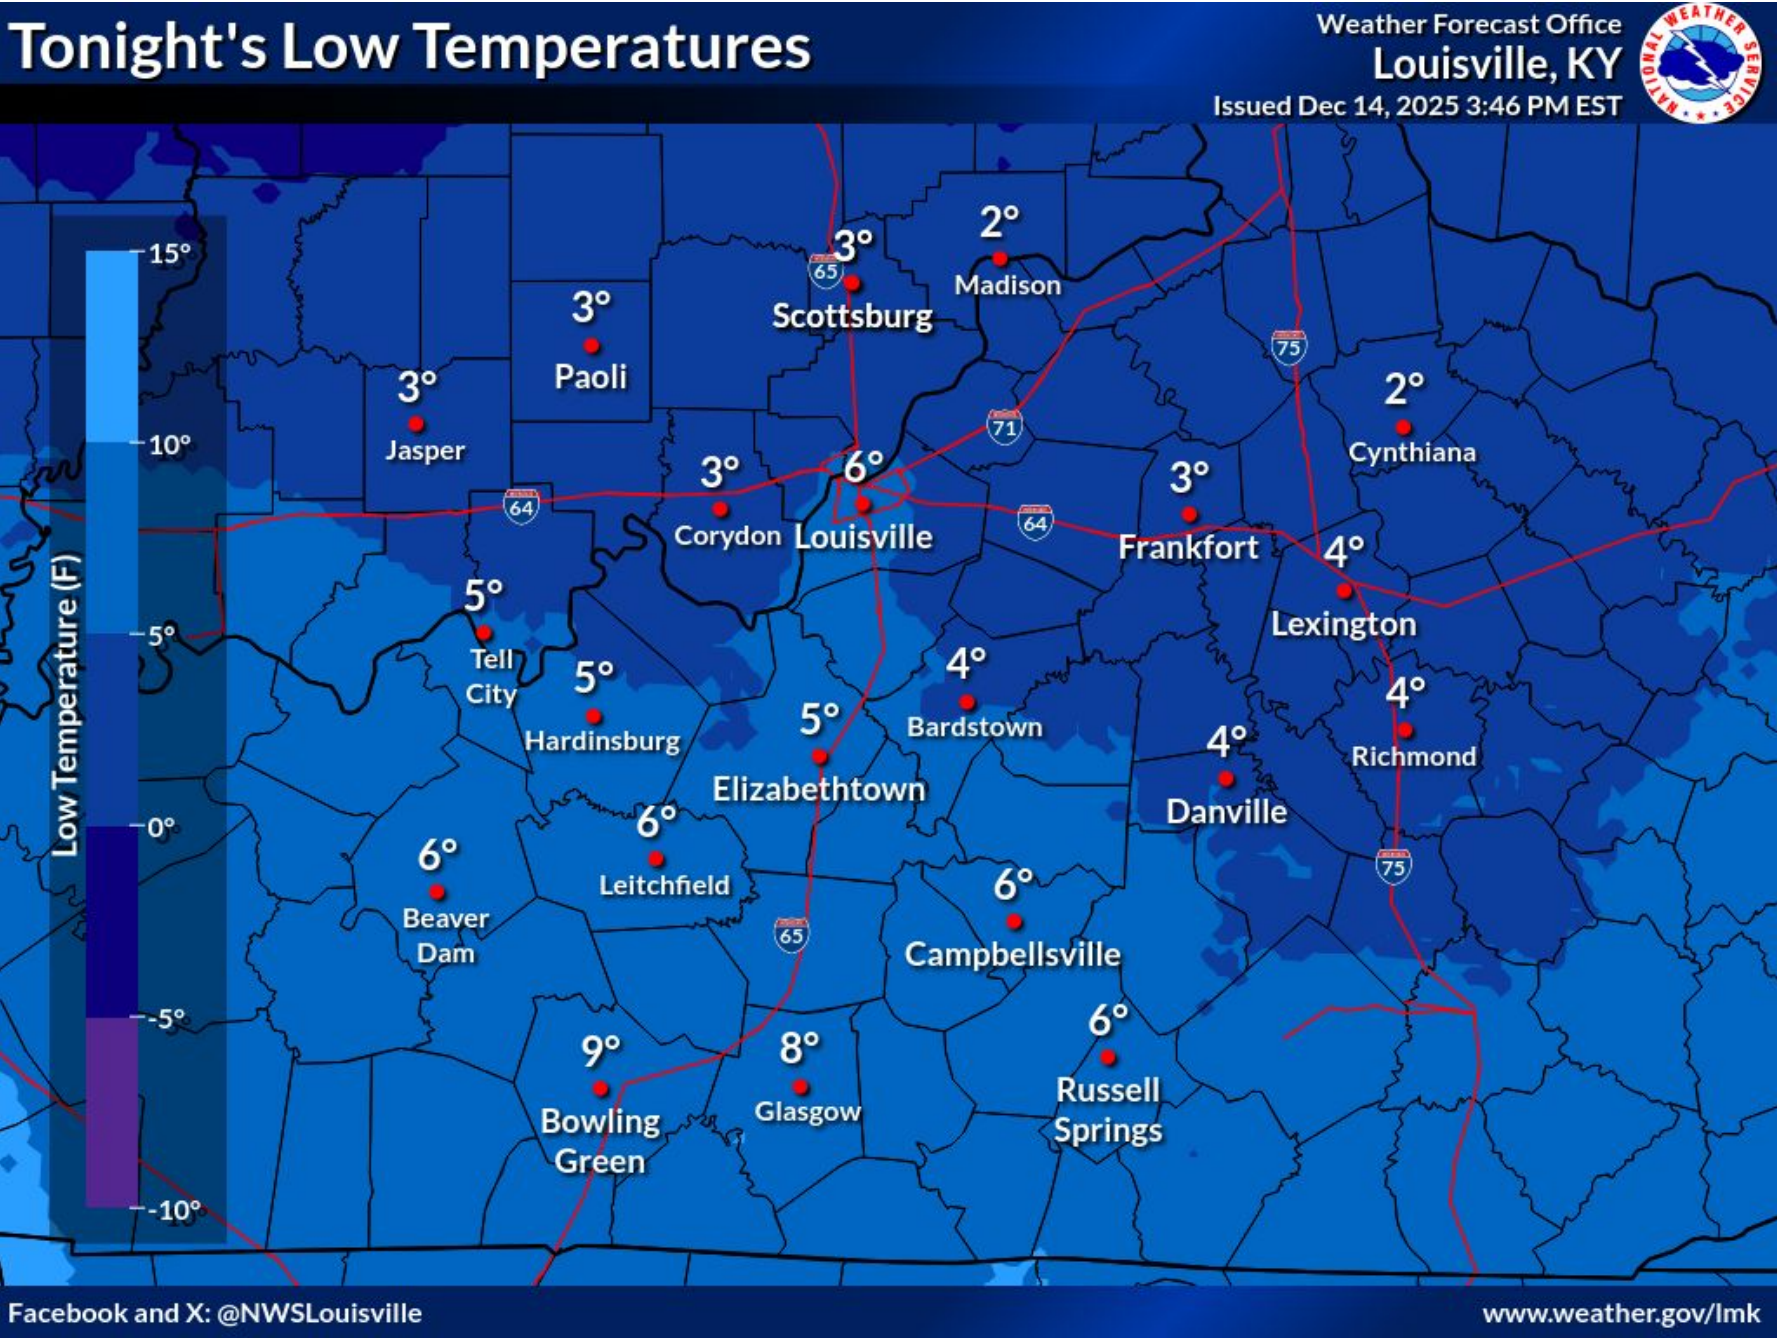 Tonight's Low Temperatures
Weather Forecast Office
Louisville, KY
Issued Dec 14, 2025 3:46 PM EST
NATIONAL WEATHER SERVICE
2°
Madison
3°
65
Scottsburg
15°
3°
Paoli
75
3°
Jasper
2°
Cynthiana
71
10°
3°
Corydon
6°
Louisville
3°
Frankfort
64
64
4°
Lexington
5°
Tell
City
5°
Low Temperature (F)
5°
Hardinsburg
4°
Bardstown
4°
Richmond
5°
Elizabethtown
4°
Danville
0°
6°
Leitchfield
6°
Beaver
Dam
75
6°
Campbellsville
65
-5°
6°
Russell
Springs
9°
Bowling
Green
8°
Glasgow
-10°
Facebook and X: @NWSLouisville
www.weather.gov/lmk